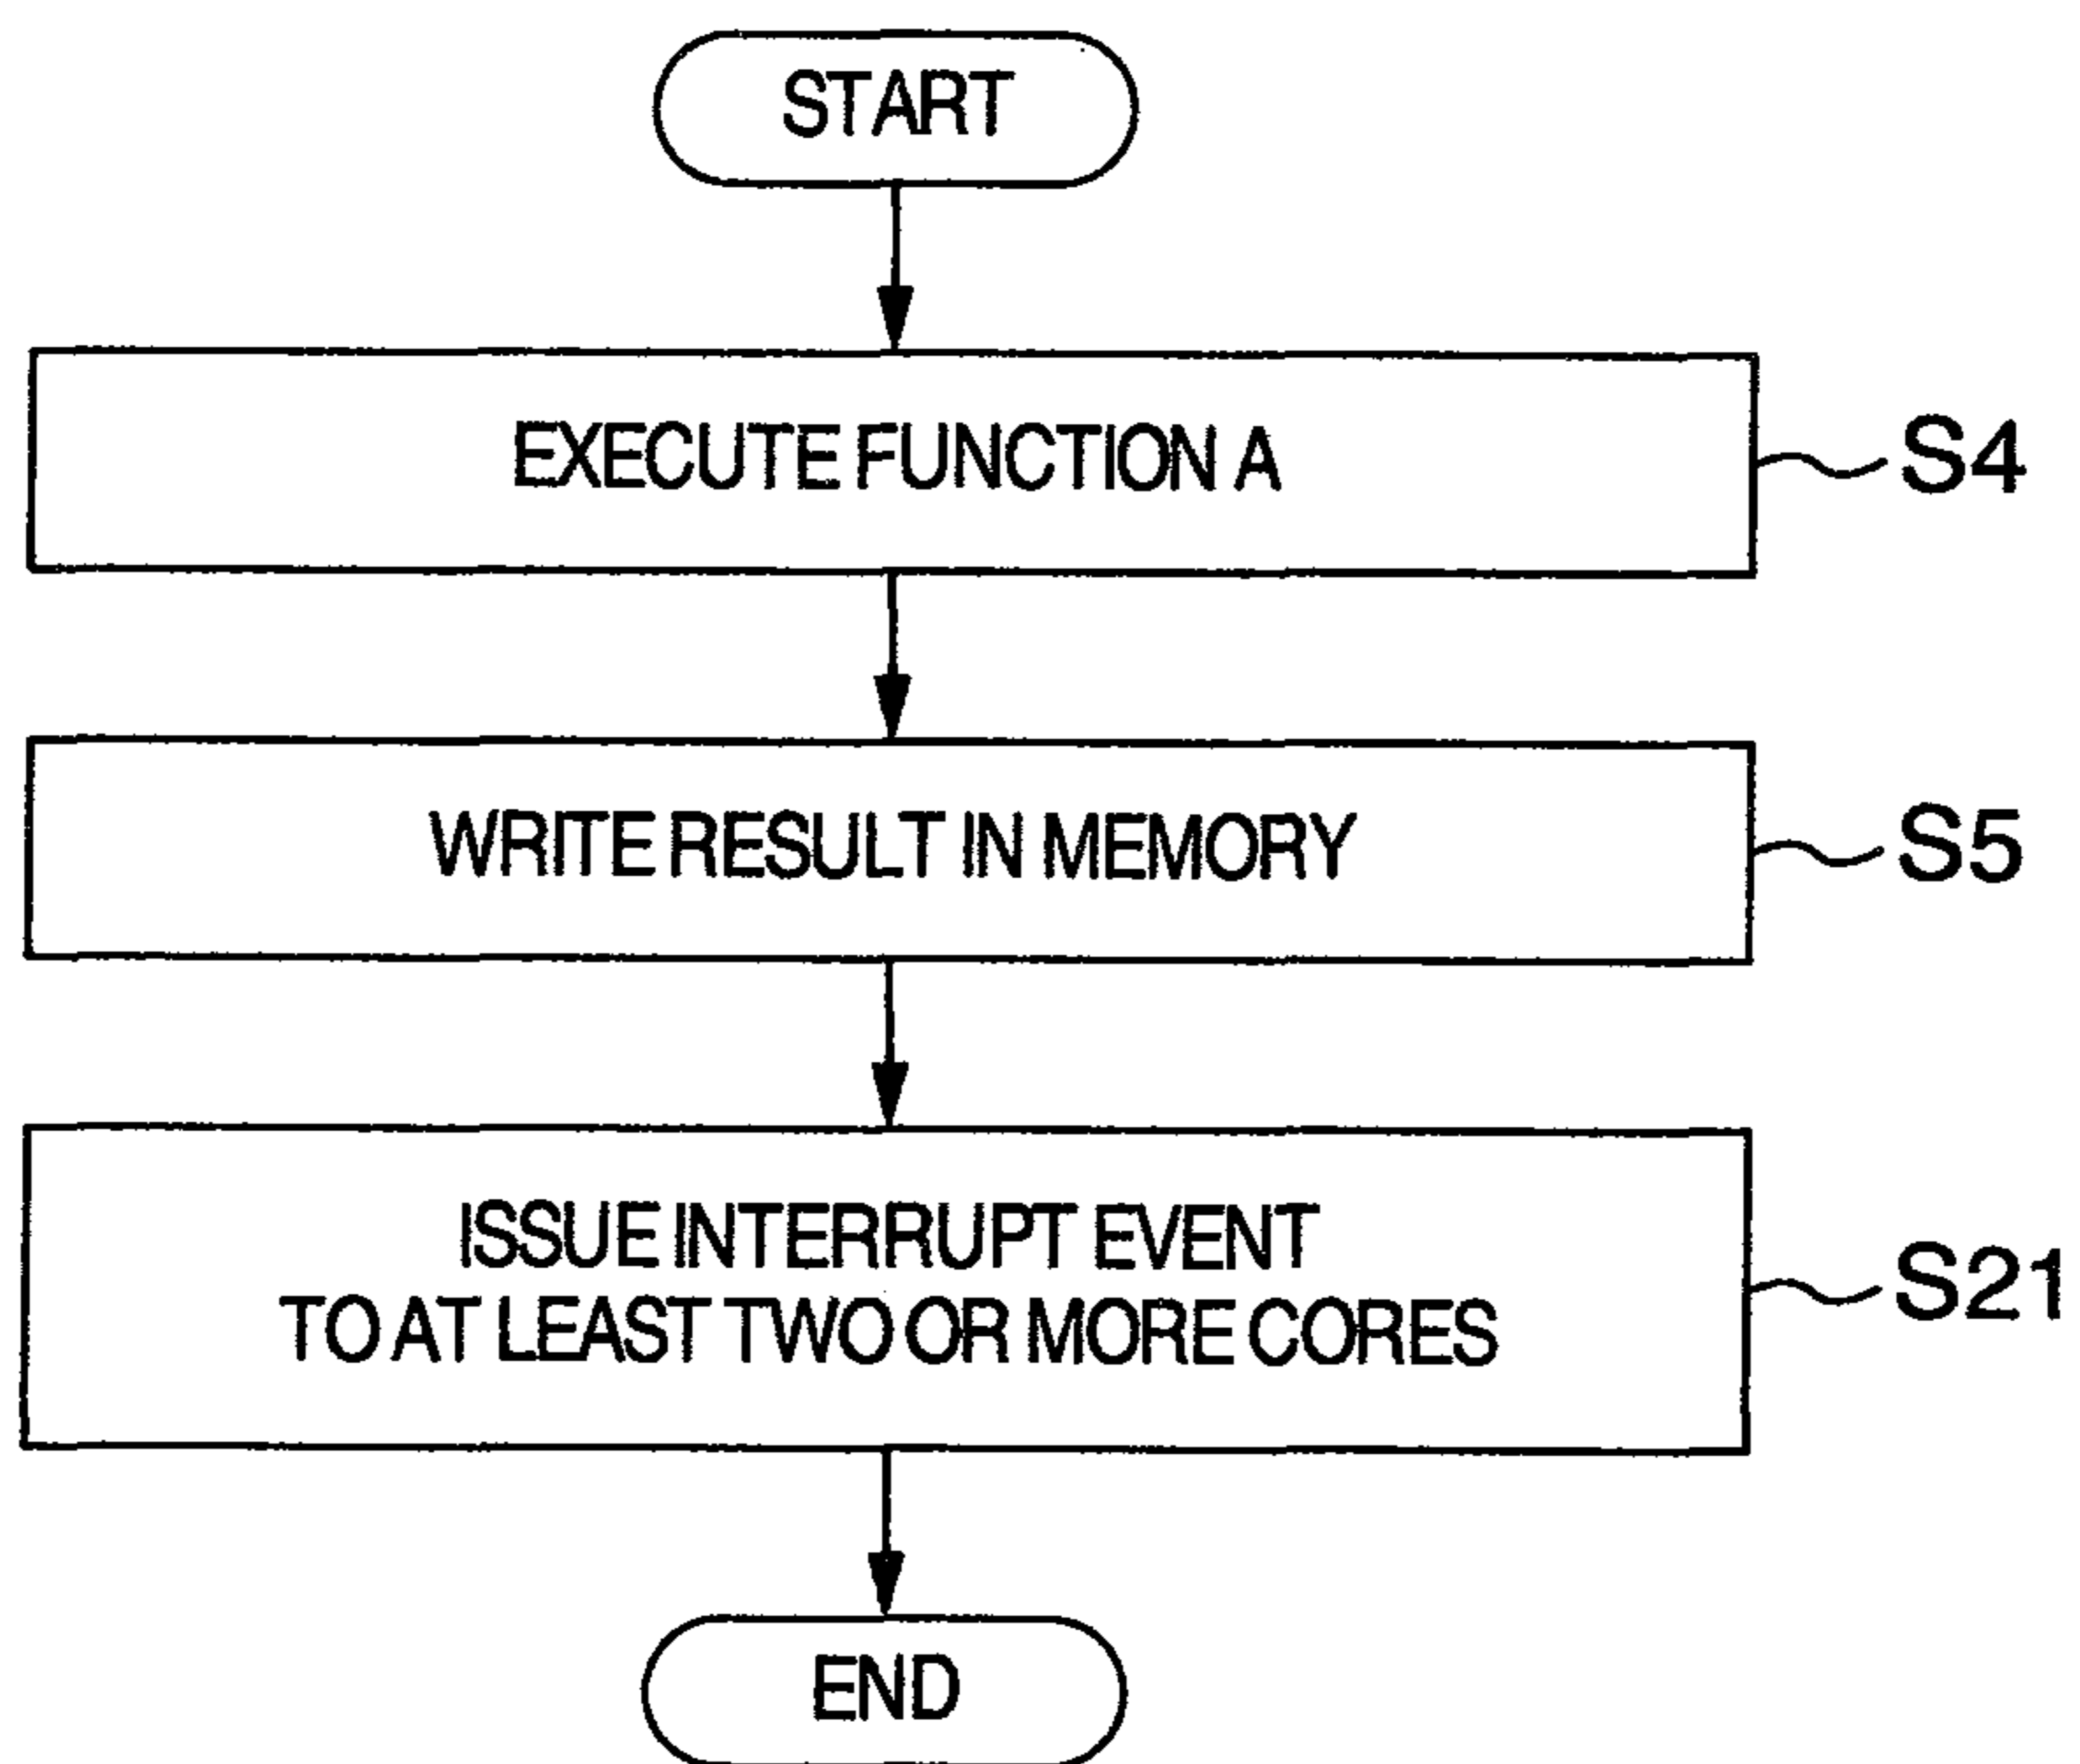 START
EXECUTE FUNCTION A
S4
WRITE RESULT IN MEMORY
S5
ISSUE INTERRUPT EVENT
TO AT LEAST TWO OR MORE CORES
S21
END